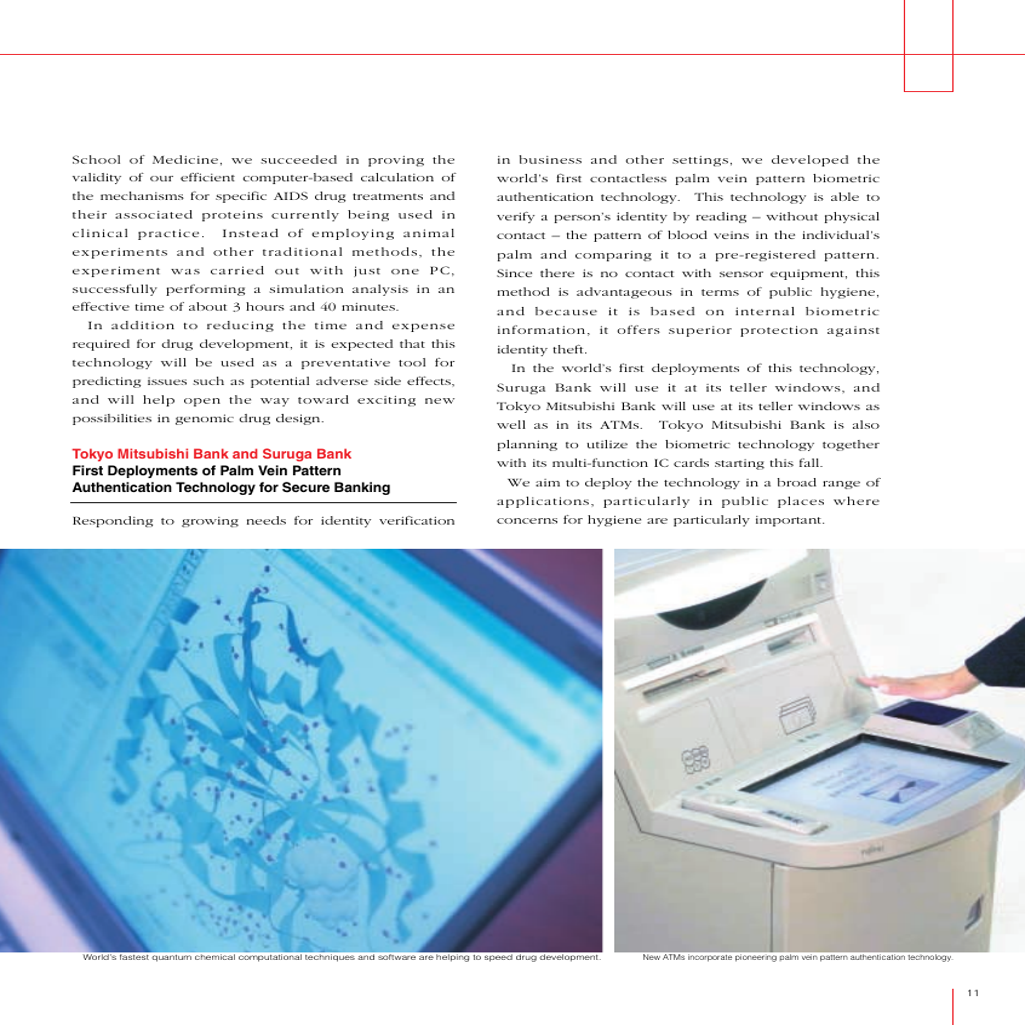 School of Medicine, we succeeded in proving the
validity of our efficient computer-based calculation of
the mechanisms for specific AIDS drug treatments and
their associated proteins currently being used in
clinical practice. Instead of employing animal
experiments and other traditional methods, the
experiment was carried out with just one PC,
successfully performing a simulation analysis in an
effective time of about 3 hours and 40 minutes.
In addition to reducing the time and expense
required for drug development, it is expected that this
technology will be used as a preventative tool for
predicting issues such as potential adverse side effects,
and will help open the way toward exciting new
possibilities in genomic drug design.
Tokyo Mitsubishi Bank and Suruga Bank
First Deployments of Palm Vein Pattern
Authentication Technology for Secure Banking
Responding to growing needs for identity verification
in business and other settings, we developed the
world's first contactless palm vein pattern biometric
authentication technology. This technology is able to
verify a person's identity by reading – without physical
contact – the pattern of blood veins in the individual's
palm and comparing it to a pre-registered pattern.
Since there is no contact with sensor equipment, this
method is advantageous in terms of public hygiene,
and because it is based on internal biometric
information, it offers superior protection against
identity theft.
In the world's first deployments of this technology,
Suruga Bank will use it at its teller windows, and
Tokyo Mitsubishi Bank will use at its teller windows as
well as in its ATMs. Tokyo Mitsubishi Bank is also
planning to utilize the biometric technology together
with its multi-function IC cards starting this fall.
We aim to deploy the technology in a broad range of
applications, particularly in public places where
concerns for hygiene are particularly important.
FUJITSU
World's fastest quantum chemical computational techniques and software are helping to speed drug development.
New ATMs incorporate pioneering palm vein pattern authentication technology.
11